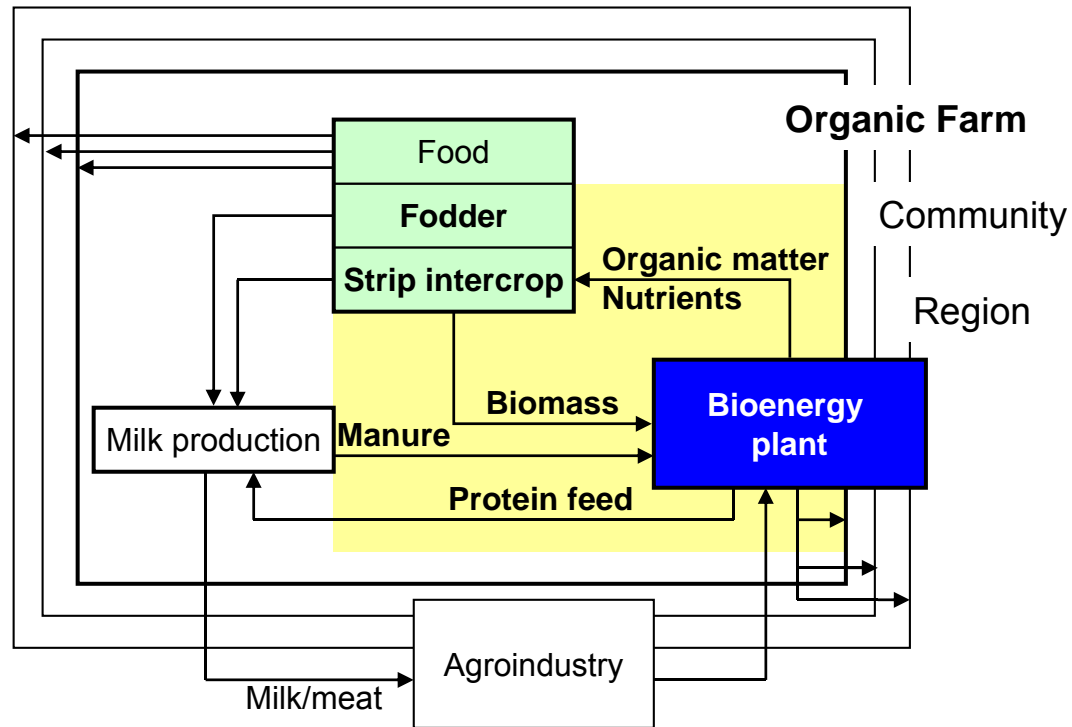 Organic Farm
Food
Fodder
Community
Strip intercrop
Organic matter
Nutrients
Region
Biomass
Bioenergy
plant
Milk production
Manure
Protein feed
Agroindustry
Milk/meat